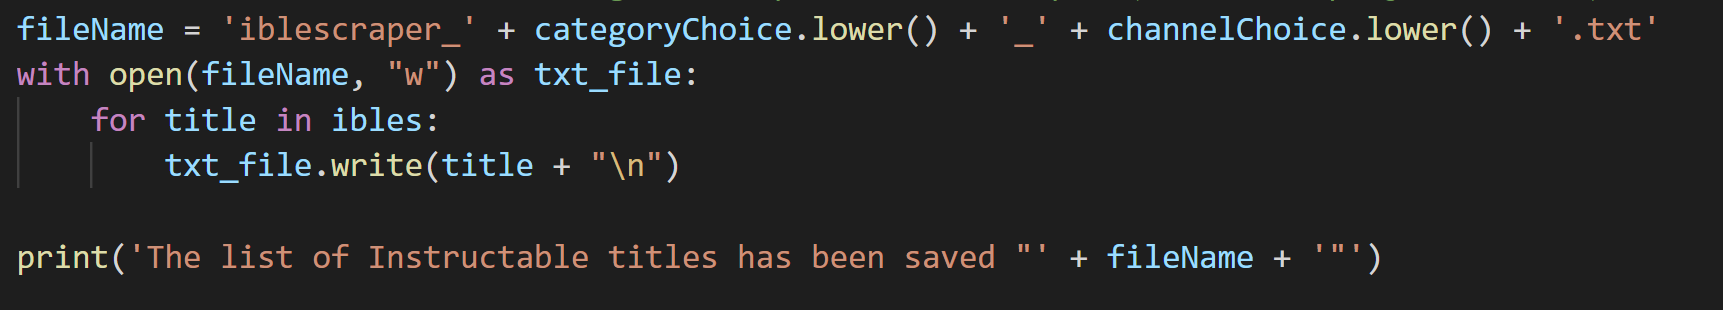 fileName = 'iblescraper_' + categoryChoice.lower() + '_' + channelChoice.lower() + '.txt'
with open(fileName, "w") as txt_file:
    for title in ibles:
        txt_file.write(title + "\n")
print('The list of Instructable titles has been saved "' + fileName + '"')